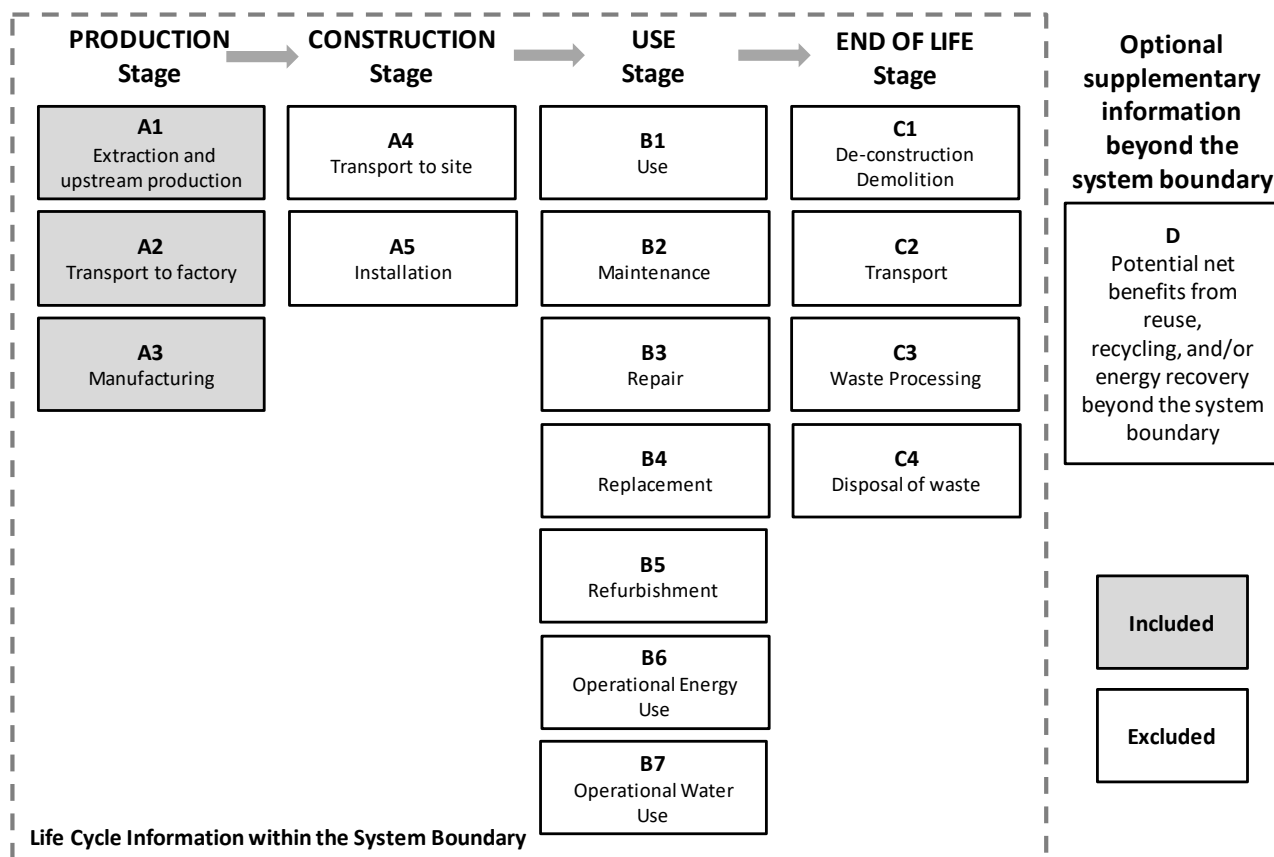 PRODUCTION
Stage
CONSTRUCTION
Stage
USE
Stage
END OF LIFE
Stage
A1
Extraction and
upstream production
A2
Transport to factory
A3
Manufacturing
A4
Transport to site
A5
Installation
B1
Use
B2
Maintenance
B3
Repair
B4
Replacement
B5
Refurbishment
B6
Operational Energy
Use
B7
Operational Water
Use
C1
De-construction
Demolition
C2
Transport
C3
Waste Processing
C4
Disposal of waste
Life Cycle Information within the System Boundary
Optional
supplementary
information
beyond the
system boundary
D
Potential net
benefits from
reuse,
recycling, and/or
energy recovery
beyond the system
boundary
Included
Excluded